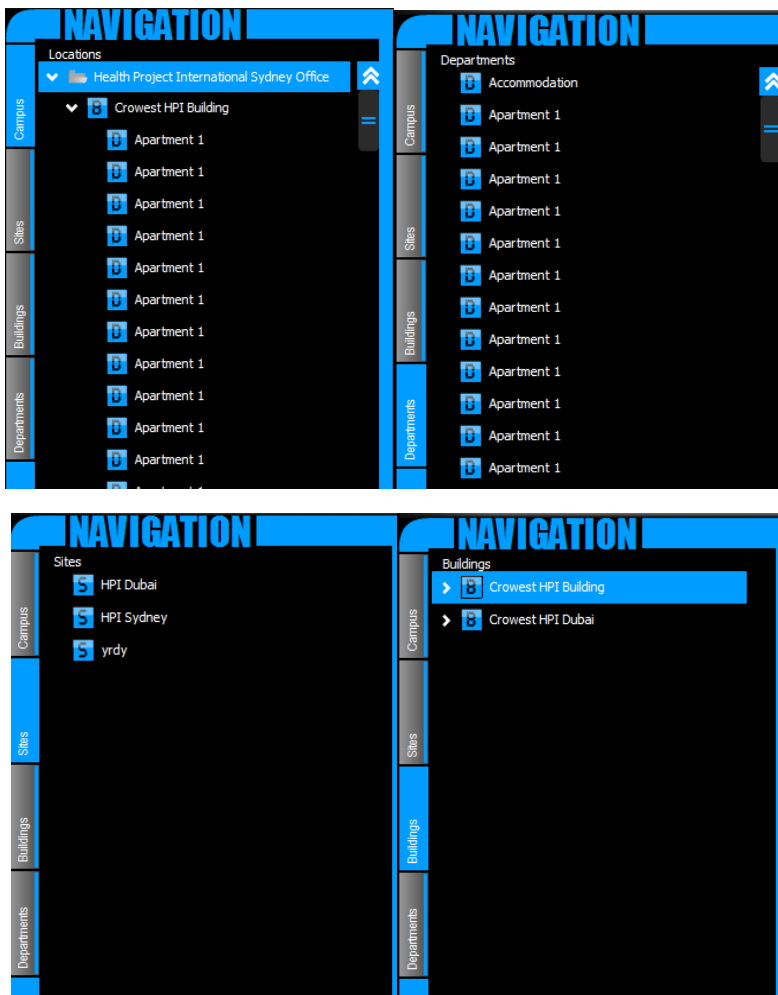 NAVIGATION
Locations
Health Project International Sydney Office
B Crowest HPI Building
D Apartment 1
D Apartment 1
D Apartment 1
D Apartment 1
D Apartment 1
D Apartment 1
D Apartment 1
D Apartment 1
D Apartment 1
D Apartment 1
D Apartment 1
Campus
Sites
Buildings
Departments
NAVIGATION
Departments
D Accommodation
D Apartment 1
D Apartment 1
D Apartment 1
D Apartment 1
D Apartment 1
D Apartment 1
D Apartment 1
D Apartment 1
D Apartment 1
D Apartment 1
D Apartment 1
D Apartment 1
Campus
Sites
Buildings
Departments
NAVIGATION
Sites
S HPI Dubai
S HPI Sydney
S yrdy
Campus
Sites
Buildings
Departments
NAVIGATION
Buildings
B Crowest HPI Building
B Crowest HPI Dubai
Campus
Sites
Buildings
Departments